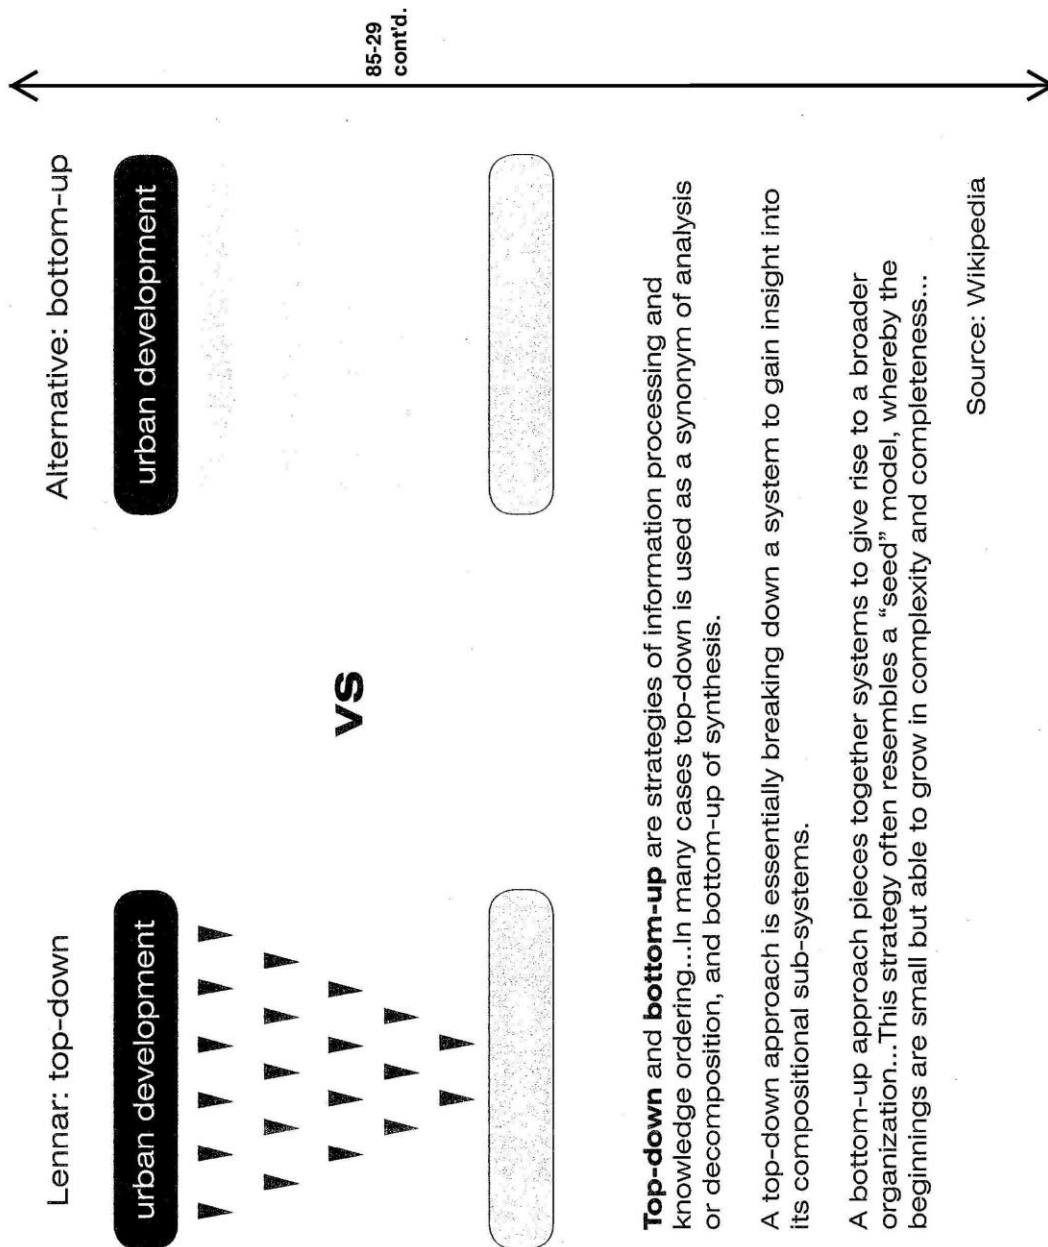 Lennar: top-down
urban development
vs
Alternative: bottom-up
urban development
Top-down and bottom-up are strategies of information processing and
knowledge ordering...In many cases top-down is used as a synonym of analysis
or decomposition, and bottom-up of synthesis.
A top-down approach is essentially breaking down a system to gain insight into
its compositional sub-systems.
A bottom-up approach pieces together systems to give rise to a broader
organization...This strategy often resembles a “seed” model, whereby the
beginnings are small but able to grow in complexity and completeness...
Source: Wikipedia
85-29
cont'd.